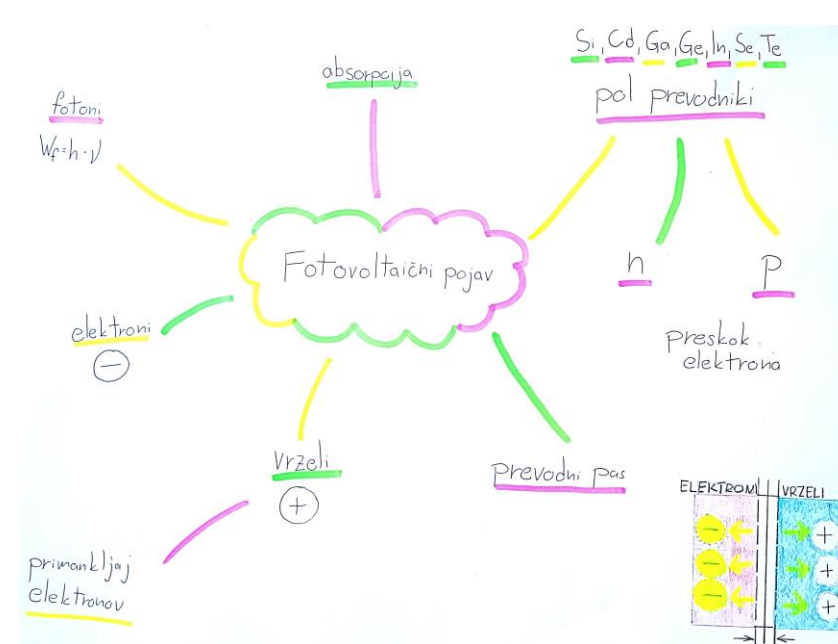 Si, Cd, Ga, Ge, In, Se, Te
pol prevodniki
absorpcija
fotoni
Wf = h · ν
Fotovoltaični pojav
n
p
preskok
elektrona
elektroni
−
vrzeli
+
prevodni pas
primankljaj
elektronov
ELEKTRONI
VRZELI
− +
− +
− +